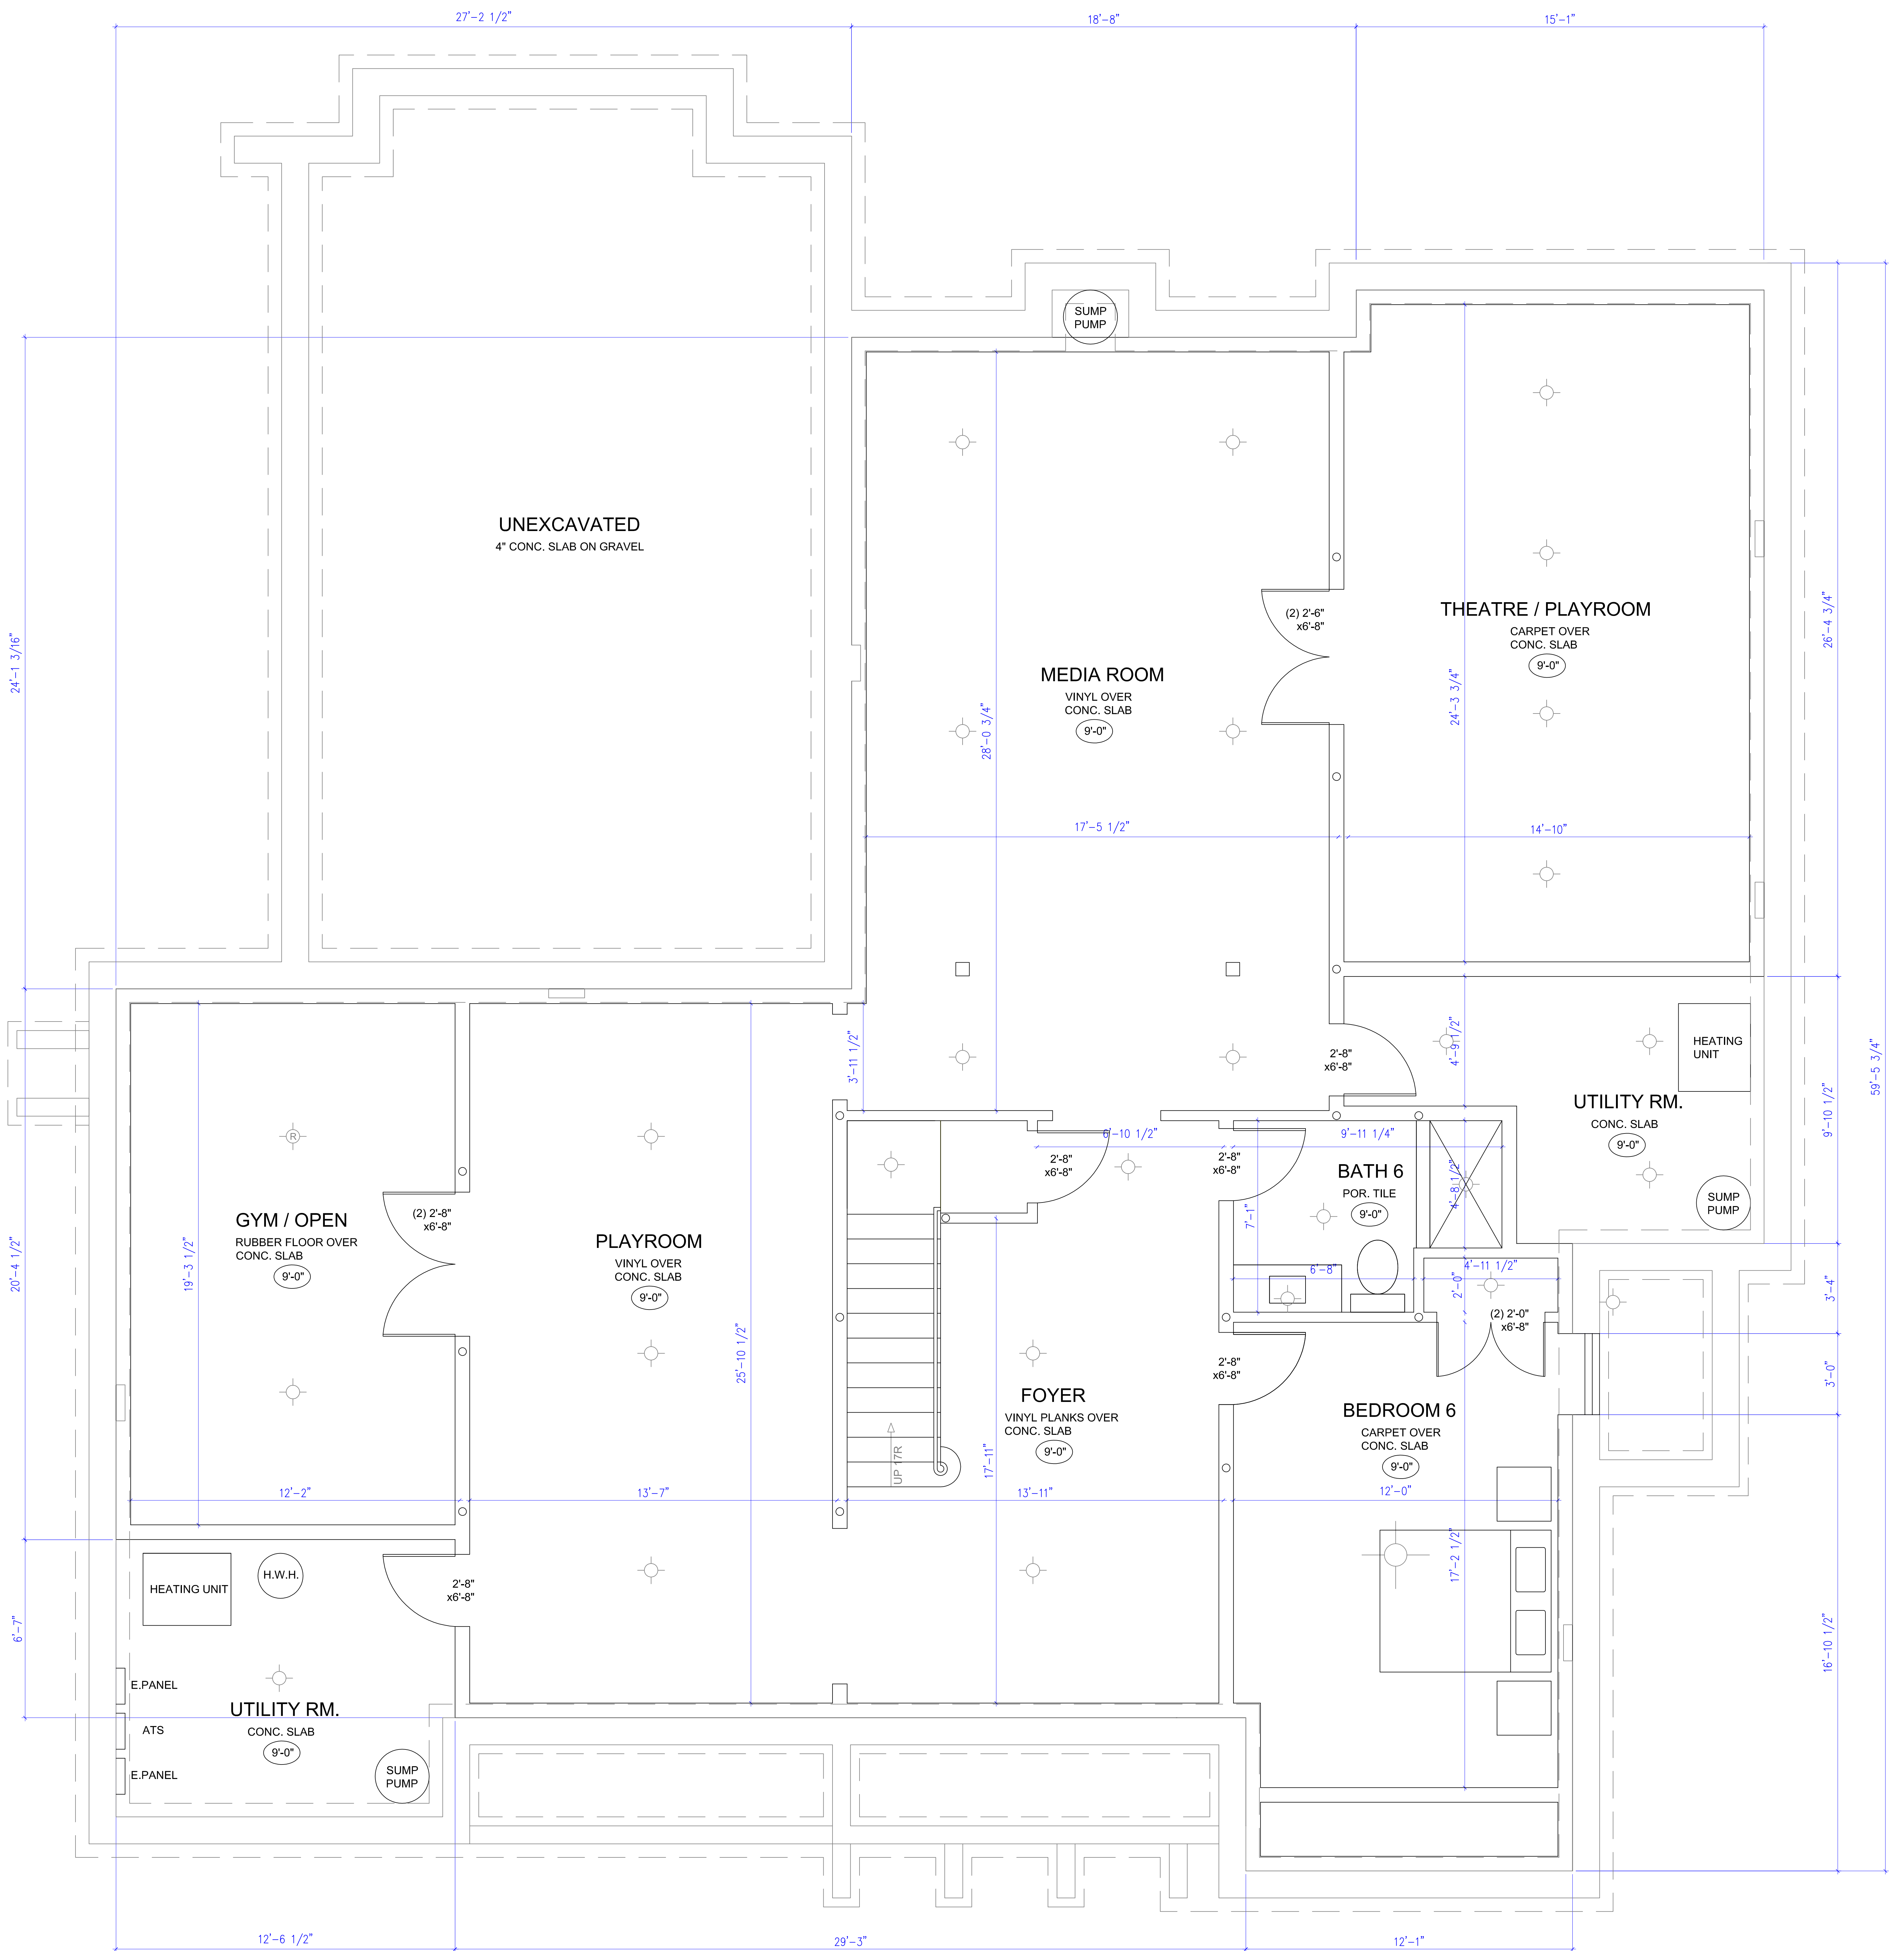 27'-2 1/2"
18'-8"
15'-1"
SUMP
PUMP
UNEXCAVATED
4" CONC. SLAB ON GRAVEL
24'-1 3/16"
(2) 2'-6"
x6'-8"
THEATRE / PLAYROOM
CARPET OVER
CONC. SLAB
9'-0"
26'-4 3/4"
MEDIA ROOM
VINYL OVER
CONC. SLAB
9'-0"
28'-0 3/4"
24'-3 3/4"
17'-5 1/2"
14'-10"
3'-11 1/2"
2'-8"
x6'-8"
4'-9 1/2"
HEATING
UNIT
59'-5 3/4"
9'-10 1/2"
UTILITY RM.
CONC. SLAB
9'-0"
SUMP
PUMP
R
6'-10 1/2"
9'-11 1/4"
2'-8"
x6'-8"
2'-8"
x6'-8"
BATH 6
POR. TILE
9'-0"
4'-8 1/2"
7'-1"
GYM / OPEN
RUBBER FLOOR OVER
CONC. SLAB
9'-0"
(2) 2'-8"
x6'-8"
19'-3 1/2"
20'-4 1/2"
PLAYROOM
VINYL OVER
CONC. SLAB
9'-0"
25'-10 1/2"
6'-8"
4'-11 1/2"
2'-0"
(2) 2'-0"
x6'-8"
3'-4"
3'-0"
2'-8"
x6'-8"
FOYER
VINYL PLANKS OVER
CONC. SLAB
9'-0"
UP 17R
17'-11"
BEDROOM 6
CARPET OVER
CONC. SLAB
9'-0"
12'-2"
13'-7"
13'-11"
12'-0"
17'-2 1/2"
16'-10 1/2"
HEATING UNIT
H.W.H.
2'-8"
x6'-8"
6'-7"
E.PANEL
ATS
E.PANEL
UTILITY RM.
CONC. SLAB
9'-0"
SUMP
PUMP
12'-6 1/2"
29'-3"
12'-1"